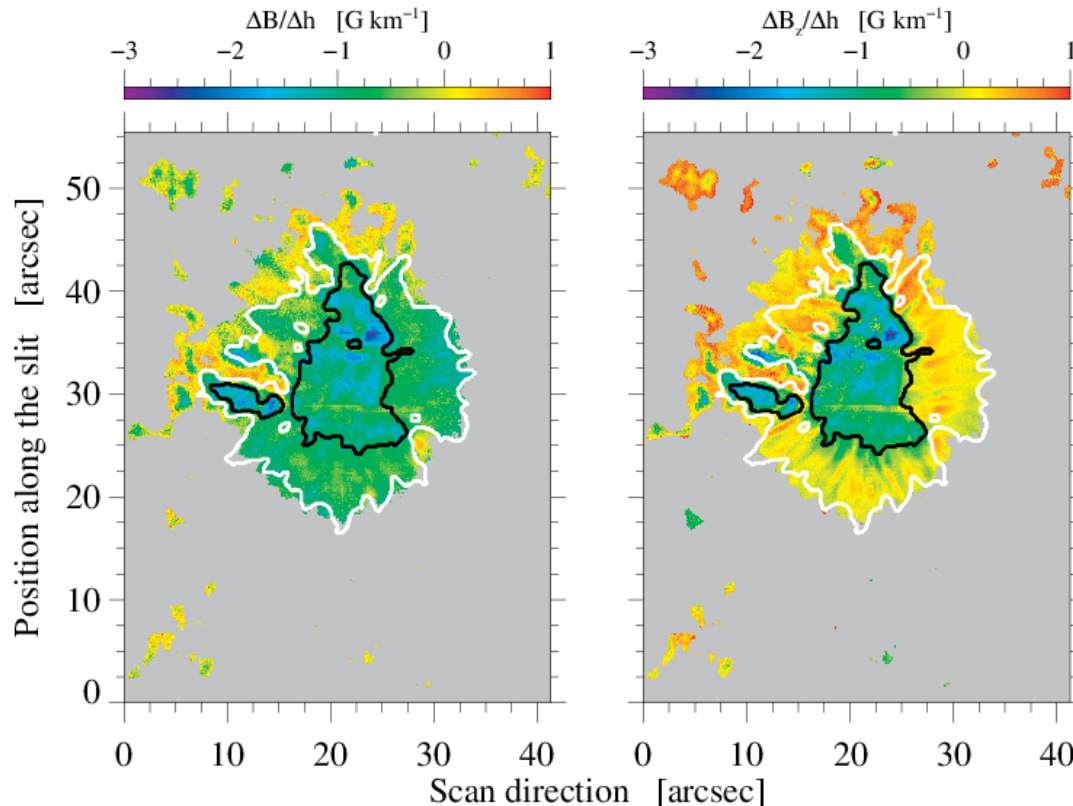 ΔB/Δh [G km⁻¹]
−3 −2 −1 0 1
ΔB_z/Δh [G km⁻¹]
−3 −2 −1 0 1
Position along the slit [arcsec]
50
40
30
20
10
0
0 10 20 30 40
0 10 20 30 40
Scan direction [arcsec]